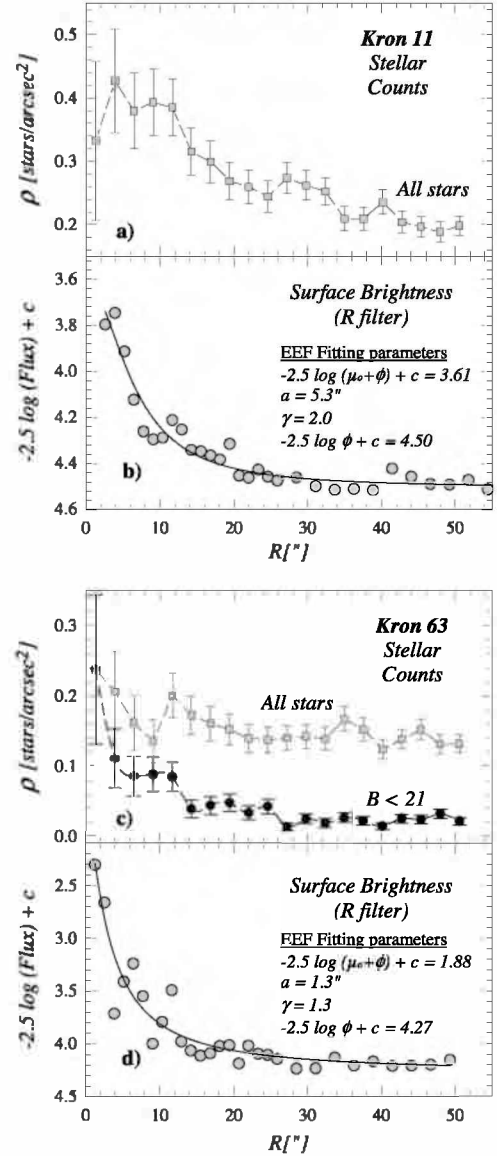 0.5
0.4
0.3
0.2
ρ [stars/arcsec²]
Kron 11
Stellar
Counts
All stars
a)
3.6
3.8
4.0
4.2
4.4
4.6
-2.5 log (Flux) + c
Surface Brightness
(R filter)
EEF Fitting parameters
-2.5 log (μₒ+ϕ) + c = 3.61
a = 5.3"
γ = 2.0
-2.5 log ϕ + c = 4.50
b)
0 10 20 30 40 50
R["]
0.3
0.2
0.1
0.0
ρ [stars/arcsec²]
Kron 63
Stellar
Counts
All stars
B < 21
c)
2.5
3.0
3.5
4.0
4.5
-2.5 log (Flux) + c
Surface Brightness
(R filter)
EEF Fitting parameters
-2.5 log (μₒ+ϕ) + c = 1.88
a = 1.3"
γ = 1.3
-2.5 log ϕ + c = 4.27
d)
0 10 20 30 40 50
R["]